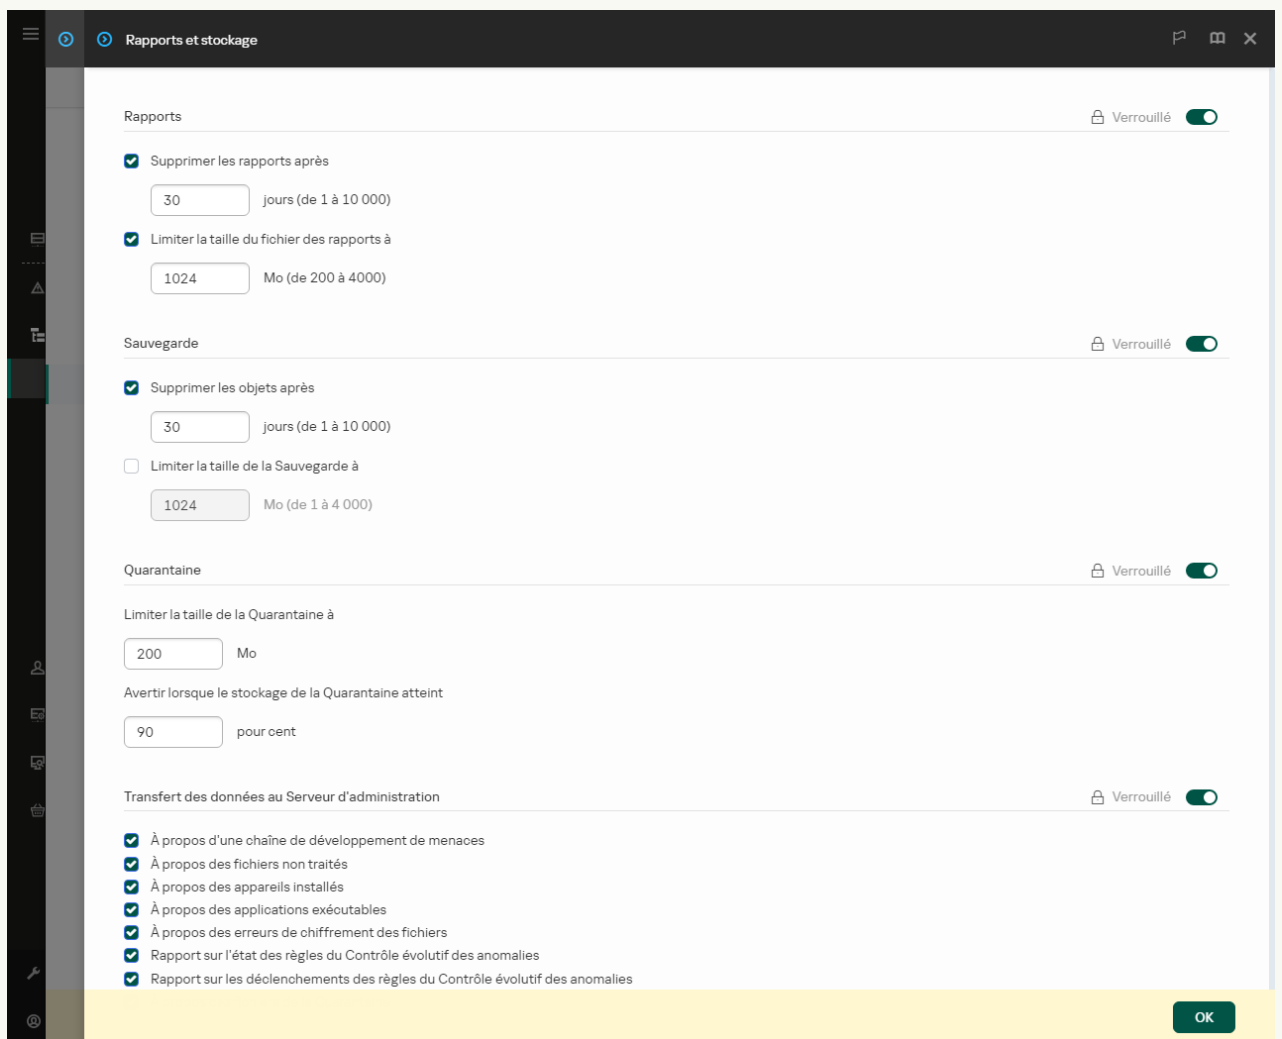 Rapports et stockage
Rapports
Verrouillé
Supprimer les rapports après
30 jours (de 1 à 10 000)
Limiter la taille du fichier des rapports à
1024 Mo (de 200 à 4000)
Sauvegarde
Verrouillé
Supprimer les objets après
30 jours (de 1 à 10 000)
Limiter la taille de la Sauvegarde à
1024 Mo (de 1 à 4 000)
Quarantaine
Verrouillé
Limiter la taille de la Quarantaine à
200 Mo
Avertir lorsque le stockage de la Quarantaine atteint
90 pour cent
Transfert des données au Serveur d'administration
Verrouillé
À propos d'une chaîne de développement de menaces
À propos des fichiers non traités
À propos des appareils installés
À propos des applications exécutables
À propos des erreurs de chiffrement des fichiers
Rapport sur l'état des règles du Contrôle évolutif des anomalies
Rapport sur les déclenchements des règles du Contrôle évolutif des anomalies
OK